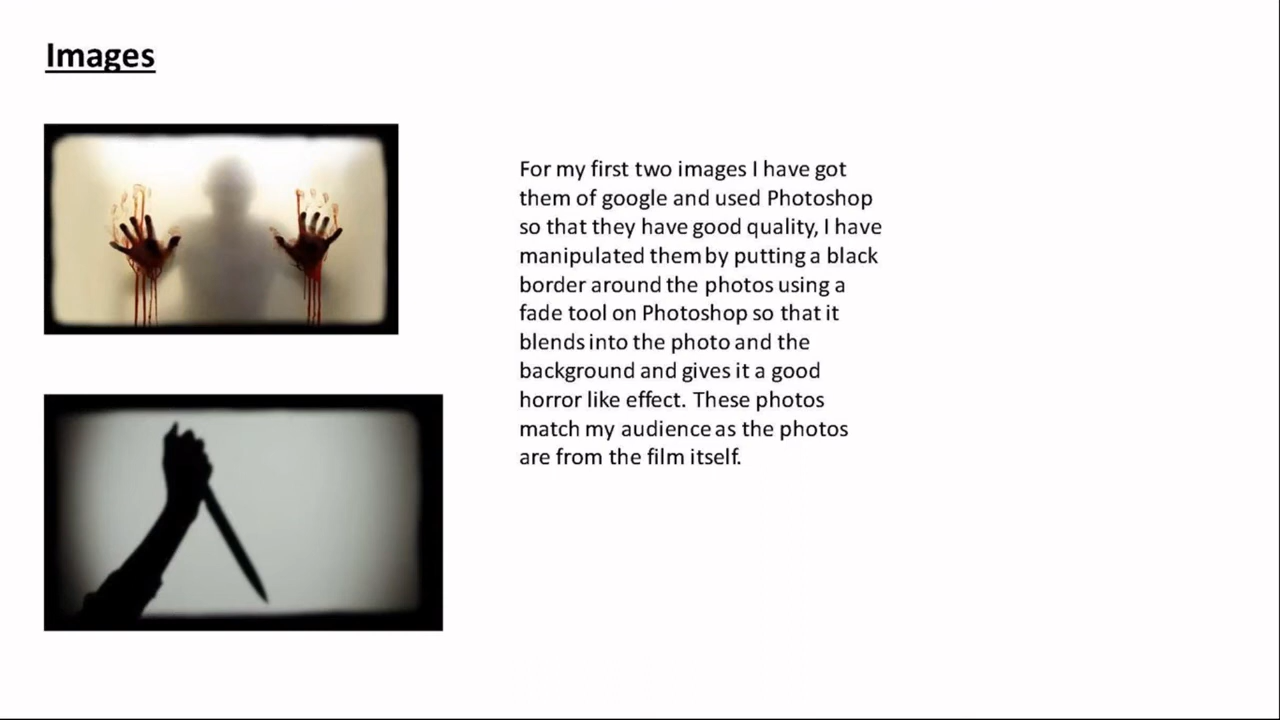 Images
For my first two images I have got
them of google and used Photoshop
so that they have good quality, I have
manipulated them by putting a black
border around the photos using a
fade tool on Photoshop so that it
blends into the photo and the
background and gives it a good
horror like effect. These photos
match my audience as the photos
are from the film itself.